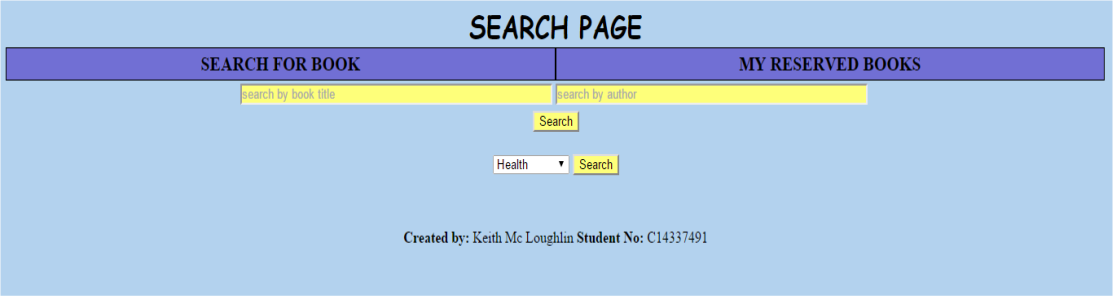 SEARCH PAGE
SEARCH FOR BOOK MY RESERVED BOOKS
search by book title search by author
Search
Health Search
Created by: Keith Mc Loughlin Student No: C14337491